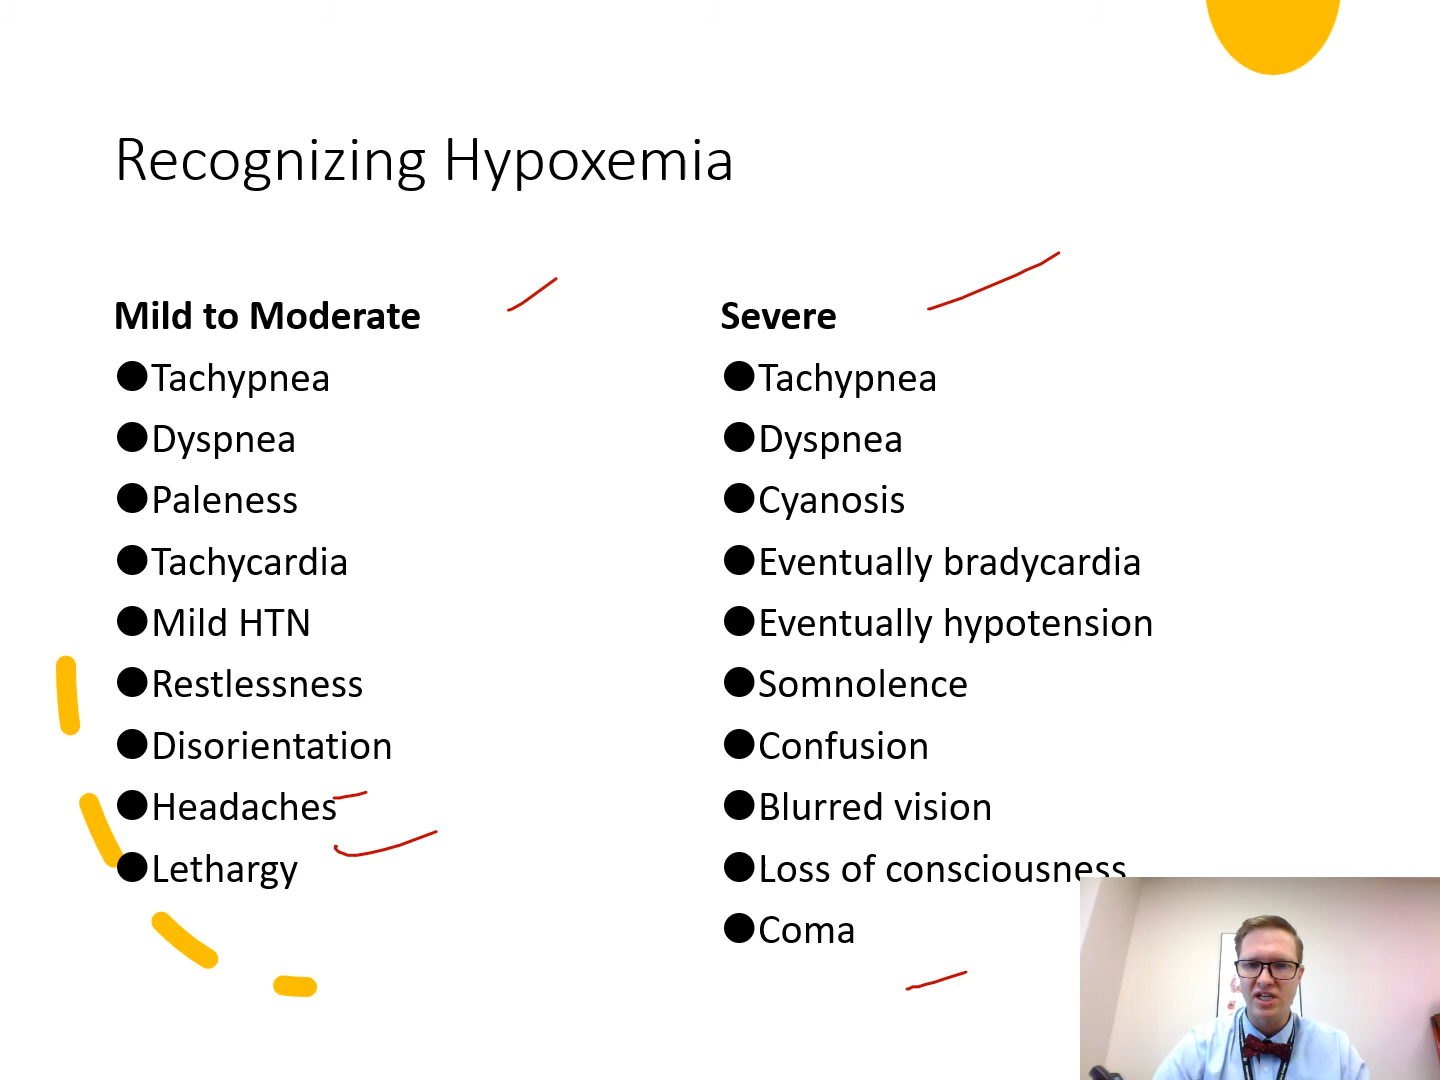 Recognizing Hypoxemia
Mild to Moderate
●Tachypnea
●Dyspnea
●Paleness
●Tachycardia
●Mild HTN
●Restlessness
●Disorientation
●Headaches
●Lethargy
Severe
●Tachypnea
●Dyspnea
●Cyanosis
●Eventually bradycardia
●Eventually hypotension
●Somnolence
●Confusion
●Blurred vision
●Loss of consciousness
●Coma